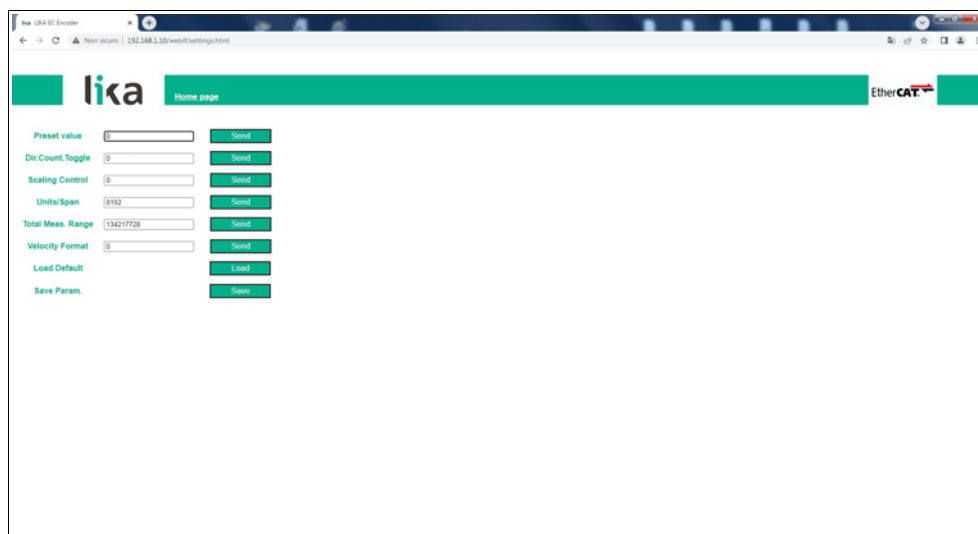 lika LIKA EC Encoder
Non sicuro | 192.168.1.10/webif/settings.html
lika
Home page
EtherCAT.
Preset value 0 Send
Dir.Count.Toggle 0 Send
Scaling Control 0 Send
Units/Span 8192 Send
Total Meas. Range 134217728 Send
Velocity Format 0 Send
Load Default Load
Save Param. Save